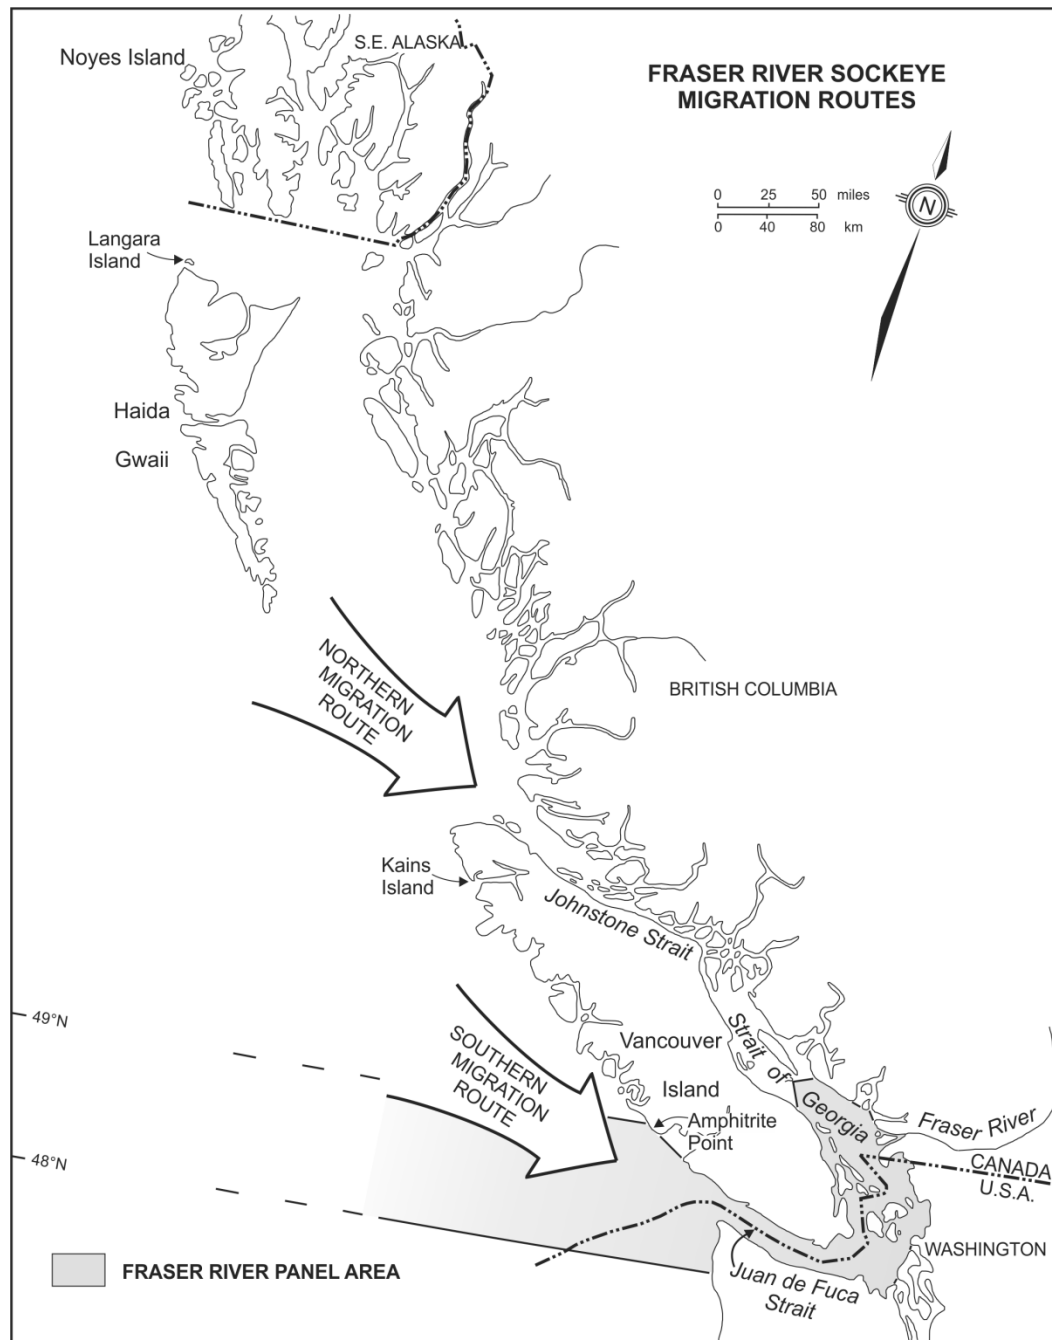 Noyes Island
S.E. ALASKA
FRASER RIVER SOCKEYE
MIGRATION ROUTES
0 25 50 miles
0 40 80 km
N
Langara
Island
Haida
Gwaii
NORTHERN
MIGRATION
ROUTE
BRITISH COLUMBIA
Kains
Island
Johnstone Strait
49°N
SOUTHERN
MIGRATION
ROUTE
Vancouver
Island
Strait of
Georgia
Amphitrite
Point
Fraser River
48°N
CANADA
U.S.A.
WASHINGTON
Juan de Fuca
Strait
FRASER RIVER PANEL AREA